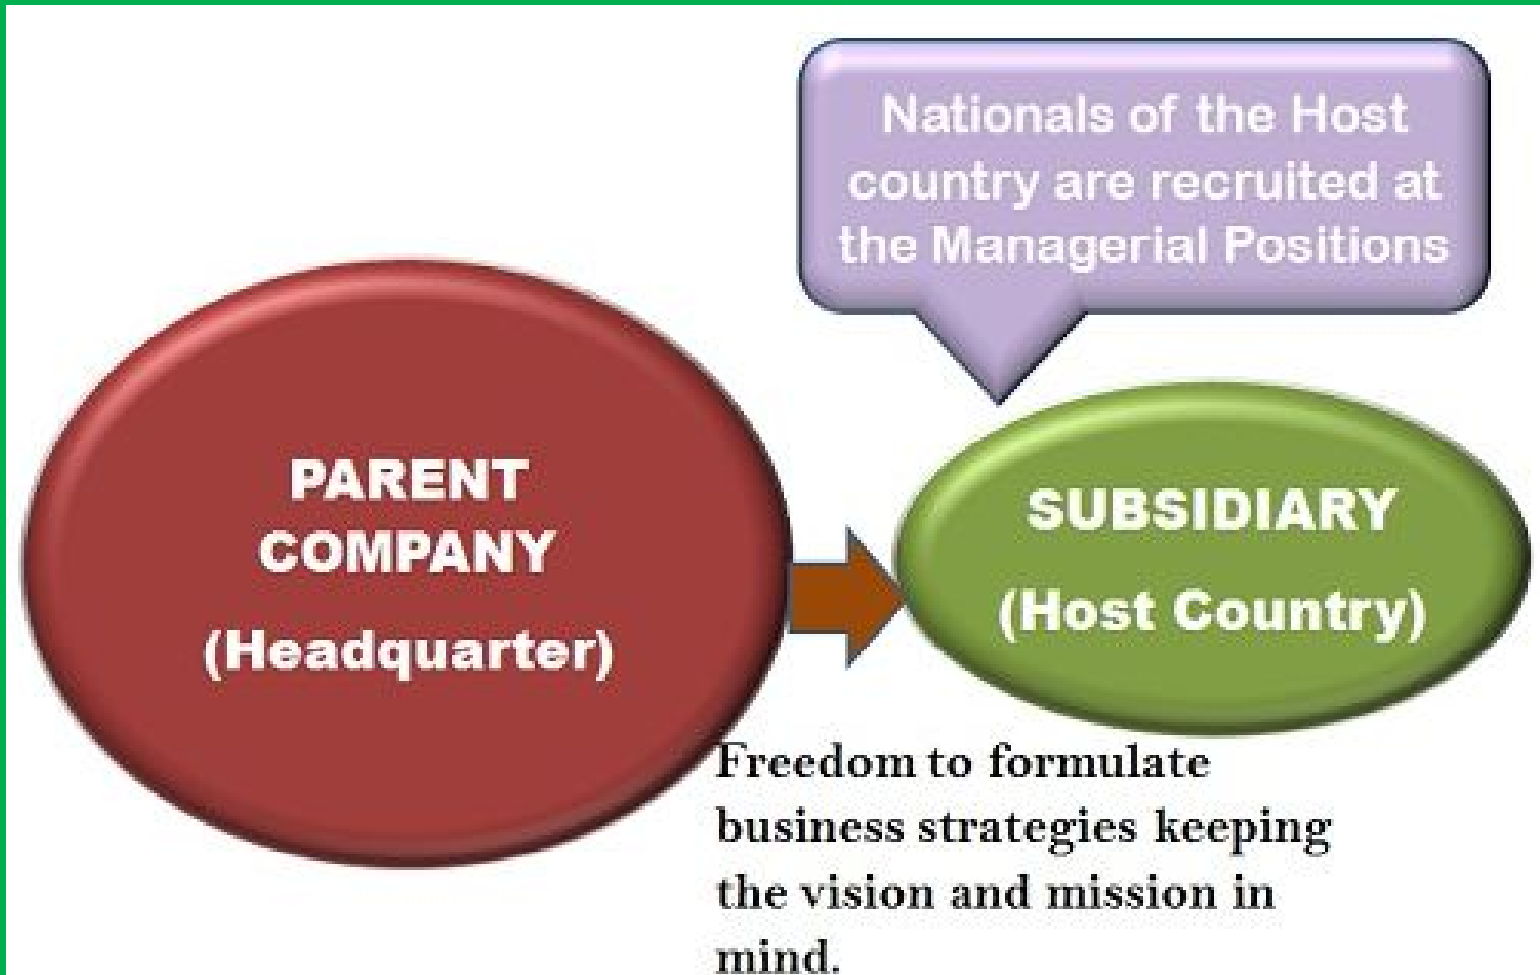 Nationals of the Host
country are recruited at
the Managerial Positions
PARENT
COMPANY
(Headquarter)
SUBSIDIARY
(Host Country)
Freedom to formulate
business strategies keeping
the vision and mission in
mind.